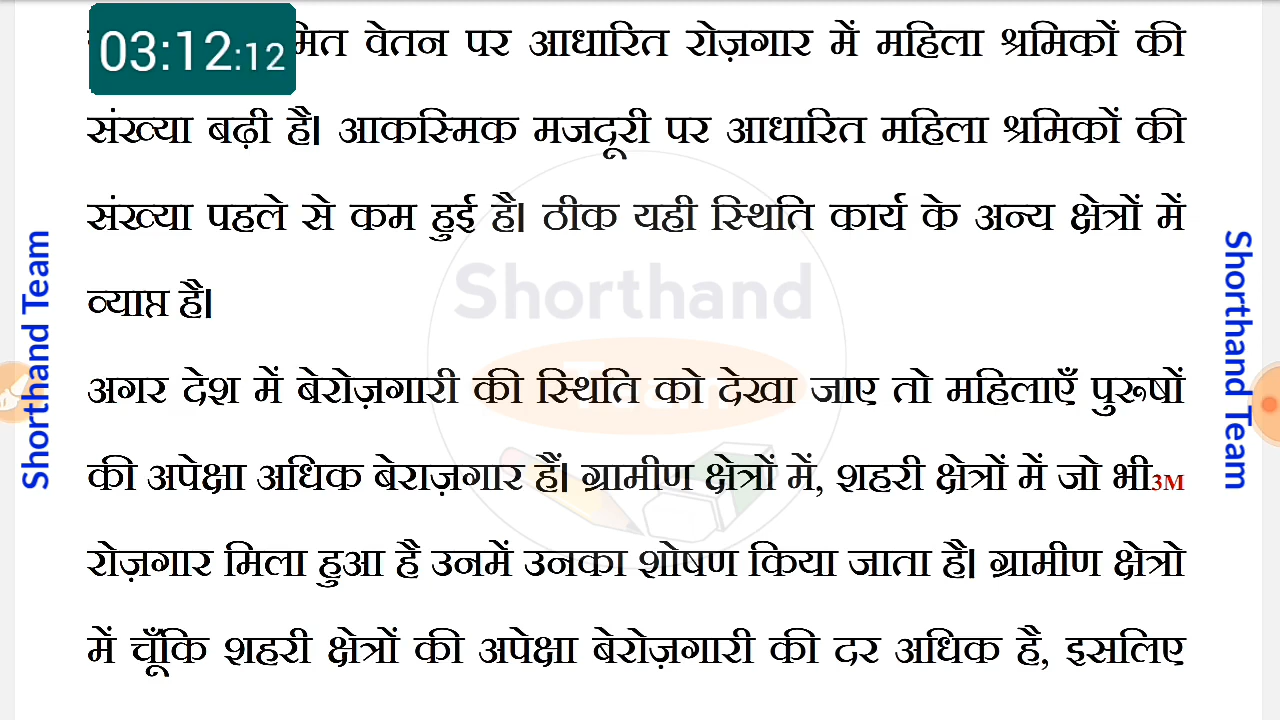 03:12:12
मित वेतन पर आधारित रोज़गार में महिला श्रमिकों की
संख्या बढ़ी है। आकस्मिक मजदूरी पर आधारित महिला श्रमिकों की
संख्या पहले से कम हुई है। ठीक यही स्थिति कार्य के अन्य क्षेत्रों में
व्याप्त है।
अगर देश में बेरोज़गारी की स्थिति को देखा जाए तो महिलाएँ पुरूषों
की अपेक्षा अधिक बेराज़गार हैं। ग्रामीण क्षेत्रों में, शहरी क्षेत्रों में जो भी3M
रोज़गार मिला हुआ है उनमें उनका शोषण किया जाता है। ग्रामीण क्षेत्रो
में चूँकि शहरी क्षेत्रों की अपेक्षा बेरोज़गारी की दर अधिक है, इसलिए
Shorthand Team
Shorthand Team
Shorthand
Team